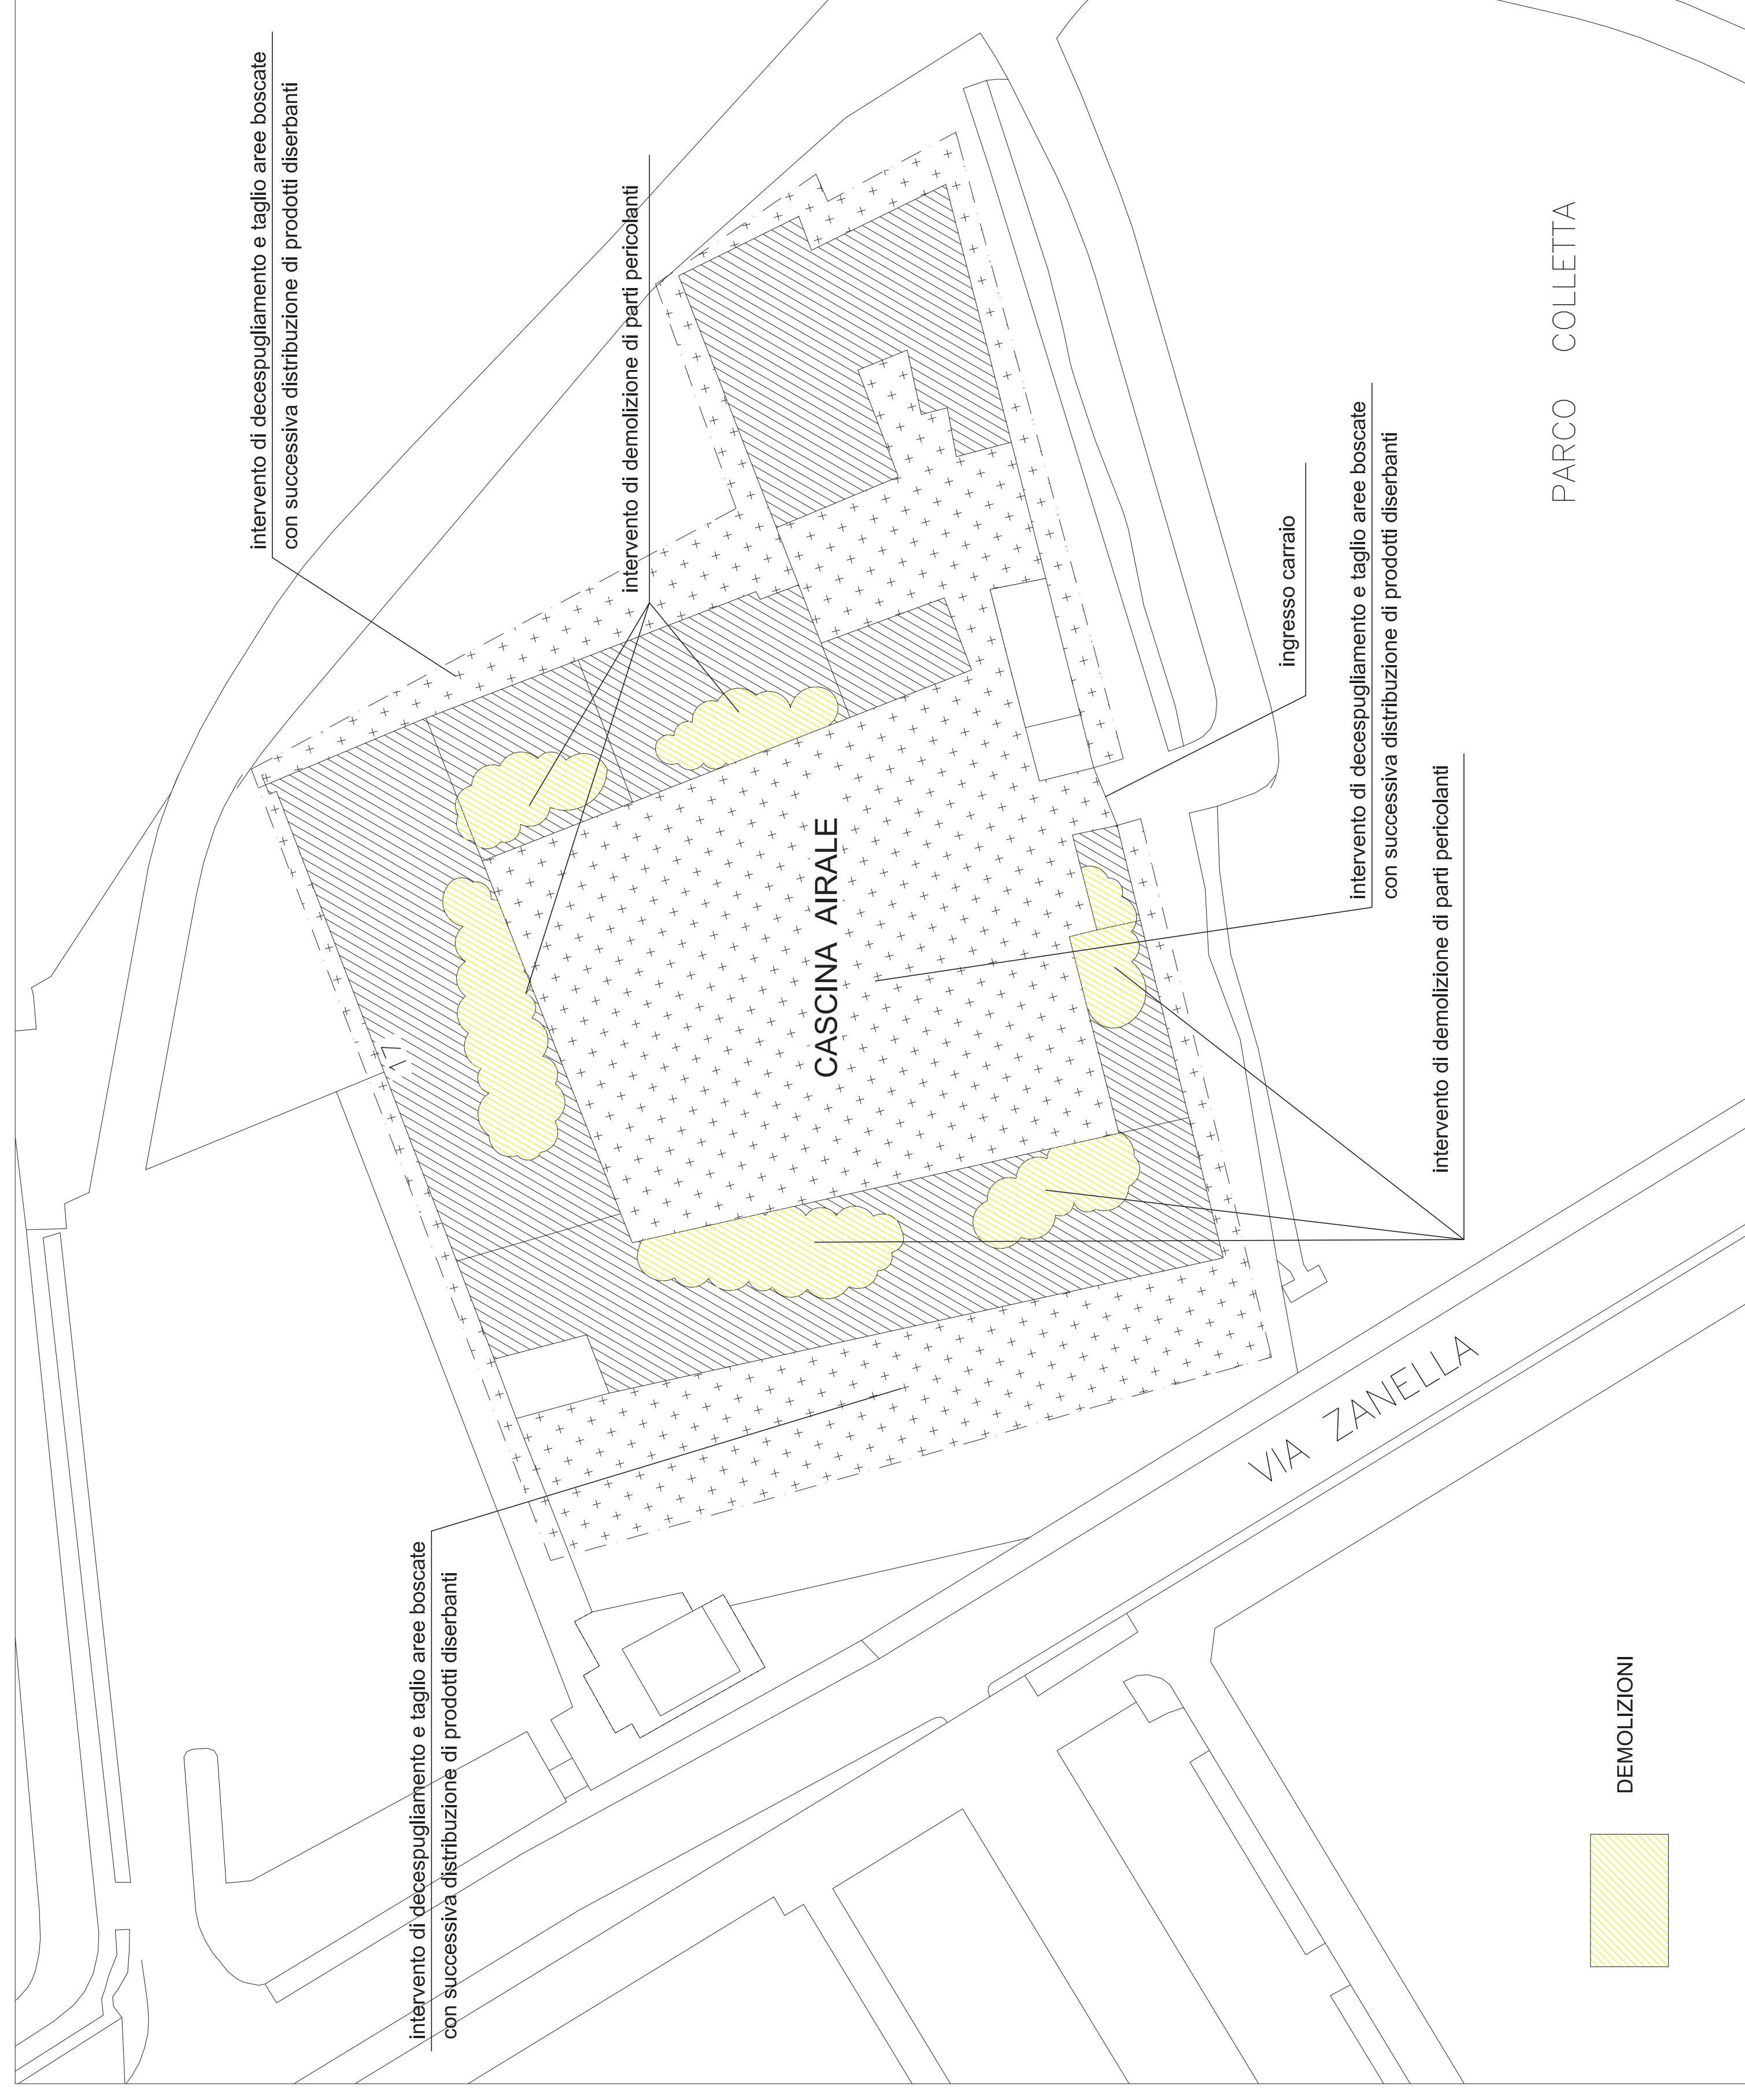 intervento di decespugliamento e taglio aree boscate
con successiva distribuzione di prodotti diserbanti
intervento di decespugliamento e taglio aree boscate
con successiva distribuzione di prodotti diserbanti
intervento di demolizione di parti pericolanti
CASCINA AIRALE
ingresso carraio
intervento di decespugliamento e taglio aree boscate
con successiva distribuzione di prodotti diserbanti
intervento di demolizione di parti pericolanti
VIA ZANELLA
PARCO COLLETTA
DEMOLIZIONI